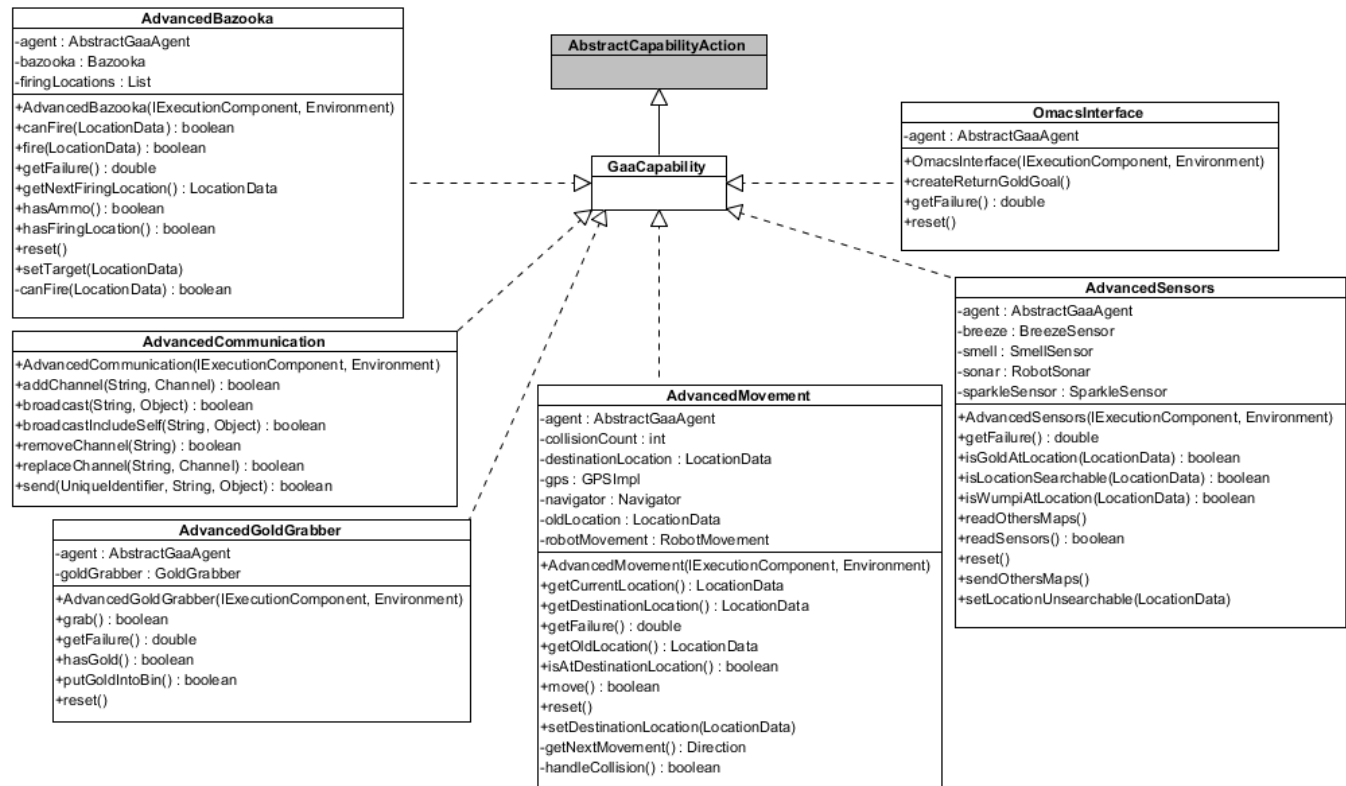 AdvancedBazooka
-agent : AbstractGaaAgent
-bazooka : Bazooka
-firingLocations : List
+AdvancedBazooka(IExecutionComponent, Environment)
+canFire(LocationData) : boolean
+fire(LocationData) : boolean
+getFailure() : double
+getNextFiringLocation() : LocationData
+hasAmmo() : boolean
+hasFiringLocation() : boolean
+reset()
+setTarget(LocationData)
-canFire(LocationData) : boolean
AbstractCapabilityAction
GaaCapability
OmacsInterface
-agent : AbstractGaaAgent
+OmacsInterface(IExecutionComponent, Environment)
+createReturnGoldGoal()
+getFailure() : double
+reset()
AdvancedCommunication
+AdvancedCommunication(IExecutionComponent, Environment)
+addChannel(String, Channel) : boolean
+broadcast(String, Object) : boolean
+broadcastIncludeSelf(String, Object) : boolean
+removeChannel(String) : boolean
+replaceChannel(String, Channel) : boolean
+send(UniqueIdentifier, String, Object) : boolean
AdvancedSensors
-agent : AbstractGaaAgent
-breeze : BreezeSensor
-smell : SmellSensor
-sonar : RobotSonar
-sparkleSensor : SparkleSensor
+AdvancedSensors(IExecutionComponent, Environment)
+getFailure() : double
+isGoldAtLocation(LocationData) : boolean
+isLocationSearchable(LocationData) : boolean
+isWumpiAtLocation(LocationData) : boolean
+readOthersMaps()
+readSensors() : boolean
+reset()
+sendOthersMaps()
+setLocationUnsearchable(LocationData)
AdvancedMovement
-agent : AbstractGaaAgent
-collisionCount : int
-destinationLocation : LocationData
-gps : GPSImpl
-navigator : Navigator
-oldLocation : LocationData
-robotMovement : RobotMovement
+AdvancedMovement(IExecutionComponent, Environment)
+getCurrentLocation() : LocationData
+getDestinationLocation() : LocationData
+getFailure() : double
+getOldLocation() : LocationData
+isAtDestinationLocation() : boolean
+move() : boolean
+reset()
+setDestinationLocation(LocationData)
-getNextMovement() : Direction
-handleCollision() : boolean
AdvancedGoldGrabber
-agent : AbstractGaaAgent
-goldGrabber : GoldGrabber
+AdvancedGoldGrabber(IExecutionComponent, Environment)
+grab() : boolean
+getFailure() : double
+hasGold() : boolean
+putGoldIntoBin() : boolean
+reset()